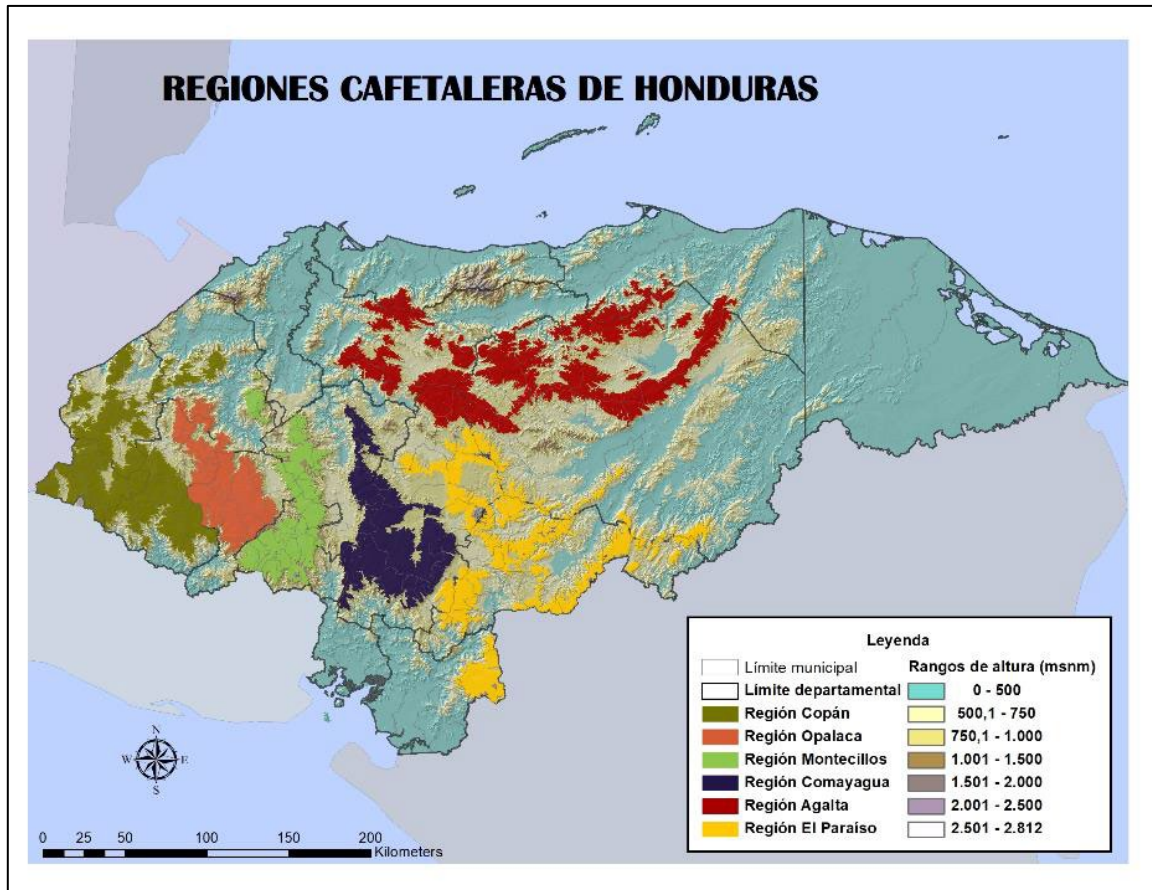 REGIONES CAFETALERAS DE HONDURAS
Leyenda
Límite municipal
Límite departamental
Región Copán
Región Opalaca
Región Montecillos
Región Comayagua
Región Agalta
Región El Paraíso
Rangos de altura (msnm)
0 - 500
500,1 - 750
750,1 - 1.000
1.001 - 1.500
1.501 - 2.000
2.001 - 2.500
2.501 - 2.812
N
W E
S
0 25 50 100 150 200
Kilometers